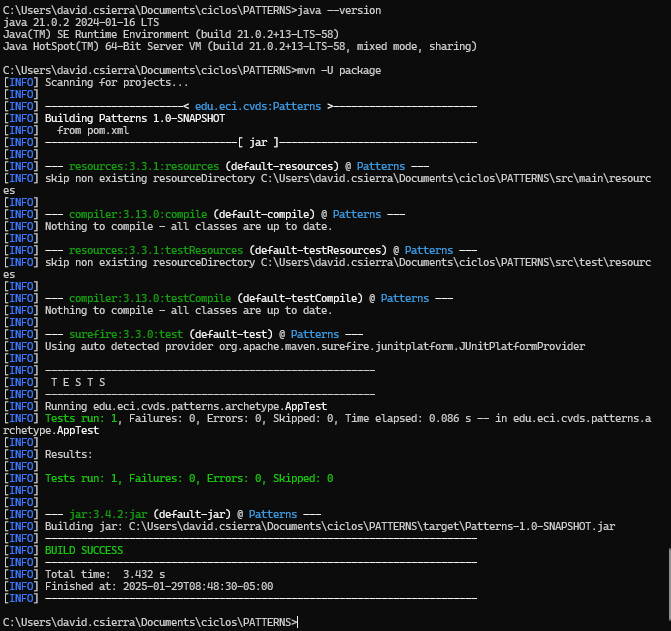 C:\Users\david.csierra\Documents\ciclos\PATTERNS>java --version
java 21.0.2 2024-01-16 LTS
Java(TM) SE Runtime Environment (build 21.0.2+13-LTS-58)
Java HotSpot(TM) 64-Bit Server VM (build 21.0.2+13-LTS-58, mixed mode, sharing)
C:\Users\david.csierra\Documents\ciclos\PATTERNS>mvn -U package
[INFO] Scanning for projects...
[INFO]
[INFO] -----------------------< edu.eci.cvds:Patterns >------------------------
[INFO] Building Patterns 1.0-SNAPSHOT
[INFO]   from pom.xml
[INFO] --------------------------------[ jar ]---------------------------------
[INFO]
[INFO] --- resources:3.3.1:resources (default-resources) @ Patterns ---
[INFO] skip non existing resourceDirectory C:\Users\david.csierra\Documents\ciclos\PATTERNS\src\main\resourc
es
[INFO]
[INFO] --- compiler:3.13.0:compile (default-compile) @ Patterns ---
[INFO] Nothing to compile - all classes are up to date.
[INFO]
[INFO] --- resources:3.3.1:testResources (default-testResources) @ Patterns ---
[INFO] skip non existing resourceDirectory C:\Users\david.csierra\Documents\ciclos\PATTERNS\src\test\resourc
es
[INFO]
[INFO] --- compiler:3.13.0:testCompile (default-testCompile) @ Patterns ---
[INFO] Nothing to compile - all classes are up to date.
[INFO]
[INFO] --- surefire:3.3.0:test (default-test) @ Patterns ---
[INFO] Using auto detected provider org.apache.maven.surefire.junitplatform.JUnitPlatformProvider
[INFO]
[INFO] -------------------------------------------------------
[INFO]  T E S T S
[INFO] -------------------------------------------------------
[INFO] Running edu.eci.cvds.patterns.archetype.AppTest
[INFO] Tests run: 1, Failures: 0, Errors: 0, Skipped: 0, Time elapsed: 0.086 s -- in edu.eci.cvds.patterns.a
rchetype.AppTest
[INFO]
[INFO] Results:
[INFO]
[INFO] Tests run: 1, Failures: 0, Errors: 0, Skipped: 0
[INFO]
[INFO]
[INFO] --- jar:3.4.2:jar (default-jar) @ Patterns ---
[INFO] Building jar: C:\Users\david.csierra\Documents\ciclos\PATTERNS\target\Patterns-1.0-SNAPSHOT.jar
[INFO] ------------------------------------------------------------------------
[INFO] BUILD SUCCESS
[INFO] ------------------------------------------------------------------------
[INFO] Total time:  3.432 s
[INFO] Finished at: 2025-01-29T08:48:30-05:00
[INFO] ------------------------------------------------------------------------
C:\Users\david.csierra\Documents\ciclos\PATTERNS>